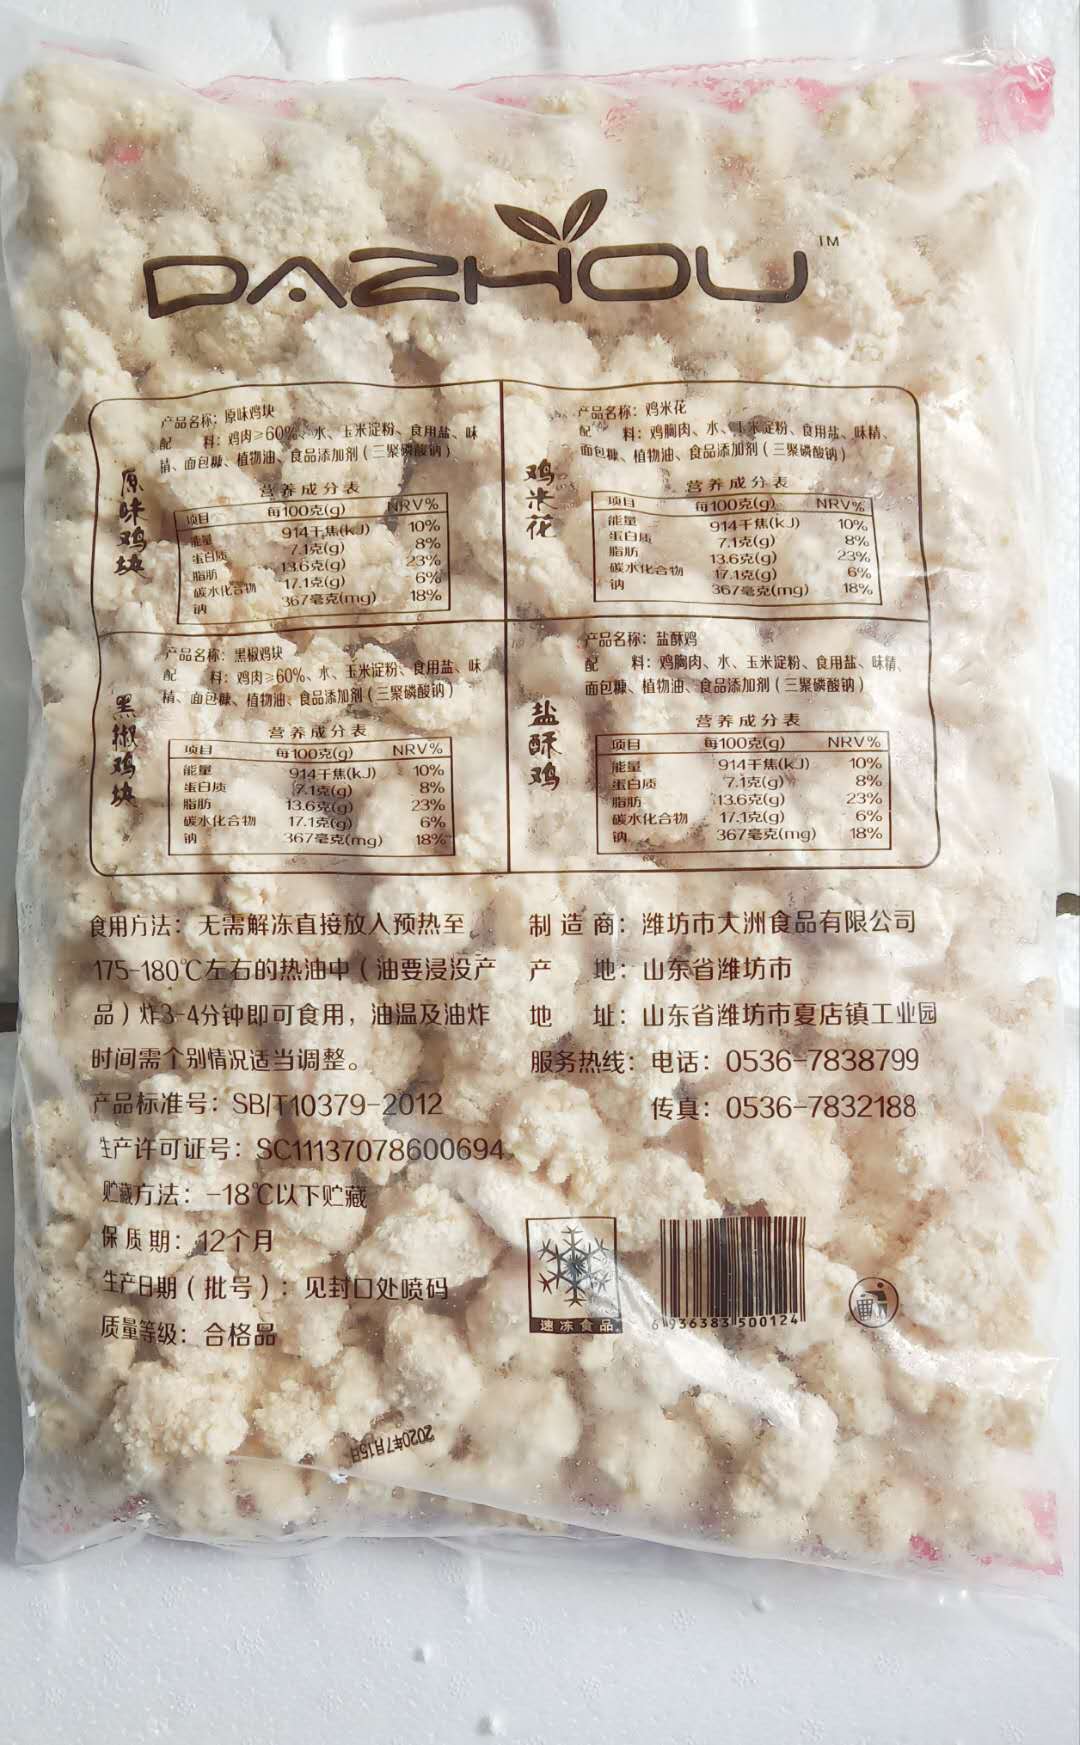 DAZHOU TM
原味鸡块
产品名称：原味鸡块
配 料：鸡肉≥60%、水、玉米淀粉、食用盐、味
精、面包糠、植物油、食品添加剂（三聚磷酸钠）
营养成分表
项目 每100克(g) NRV%
能量 914千焦(kJ) 10%
蛋白质 7.1克(g) 8%
脂肪 13.6克(g) 23%
碳水化合物 17.1克(g) 6%
钠 367毫克(mg) 18%
鸡米花
产品名称：鸡米花
配 料：鸡胸肉、水、玉米淀粉、食用盐、味精、
面包糠、植物油、食品添加剂（三聚磷酸钠）
营养成分表
项目 每100克(g) NRV%
能量 914千焦(kJ) 10%
蛋白质 7.1克(g) 8%
脂肪 13.6克(g) 23%
碳水化合物 17.1克(g) 6%
钠 367毫克(mg) 18%
黑椒鸡块
产品名称：黑椒鸡块
配 料：鸡肉≥60%、水、玉米淀粉、食用盐、味
精、面包糠、植物油、食品添加剂（三聚磷酸钠）
营养成分表
项目 每100克(g) NRV%
能量 914千焦(kJ) 10%
蛋白质 7.1克(g) 8%
脂肪 13.6克(g) 23%
碳水化合物 17.1克(g) 6%
钠 367毫克(mg) 18%
盐酥鸡
产品名称：盐酥鸡
配 料：鸡胸肉、水、玉米淀粉、食用盐、味精、
面包糠、植物油、食品添加剂（三聚磷酸钠）
营养成分表
项目 每100克(g) NRV%
能量 914千焦(kJ) 10%
蛋白质 7.1克(g) 8%
脂肪 13.6克(g) 23%
碳水化合物 17.1克(g) 6%
钠 367毫克(mg) 18%
食用方法：无需解冻直接放入预热至
175-180℃左右的热油中（油要浸没产
品）炸3-4分钟即可食用，油温及油炸
时间需个别情况适当调整。
产品标准号：SB/T10379-2012
生产许可证号：SC11137078600694
贮藏方法：-18℃以下贮藏
保质期：12个月
生产日期（批号）：见封口处喷码
质量等级：合格品
制造商：潍坊市大洲食品有限公司
产 地：山东省潍坊市
地 址：山东省潍坊市夏店镇工业园
服务热线：电话：0536-7838799
传真：0536-7832188
速冻食品
6 936383 500124
2020年7月15日